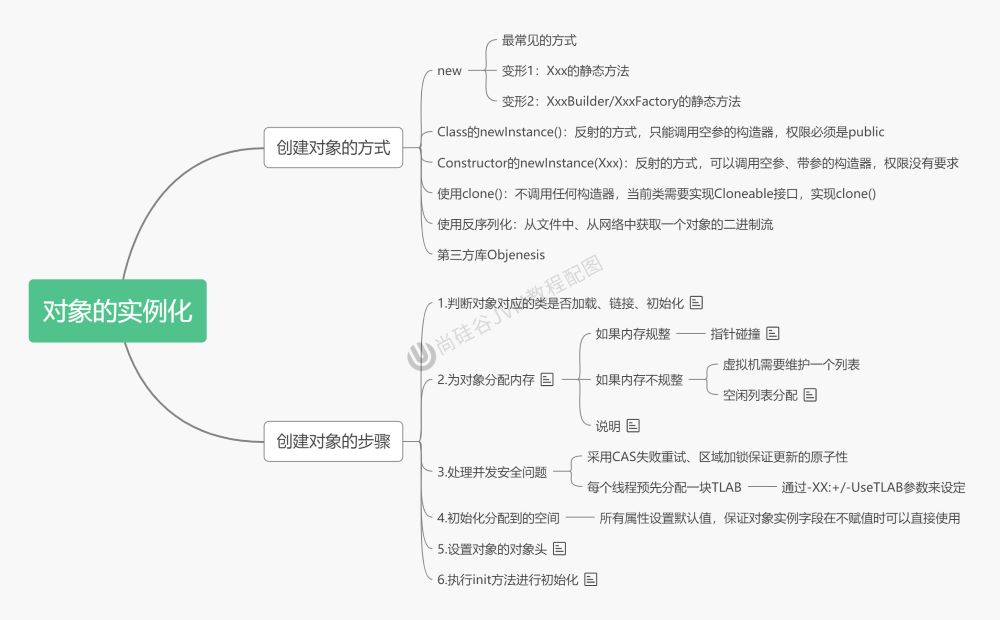 对象的实例化
创建对象的方式
new
最常见的方式
变形1：Xxx的静态方法
变形2：XxxBuilder/XxxFactory的静态方法
Class的newInstance()：反射的方式，只能调用空参的构造器，权限必须是public
Constructor的newInstance(Xxx)：反射的方式，可以调用空参、带参的构造器，权限没有要求
使用clone()：不调用任何构造器，当前类需要实现Cloneable接口，实现clone()
使用反序列化：从文件中、从网络中获取一个对象的二进制流
第三方库Objenesis
创建对象的步骤
1.判断对象对应的类是否加载、链接、初始化
2.为对象分配内存
如果内存规整
指针碰撞
如果内存不规整
虚拟机需要维护一个列表
空闲列表分配
说明
3.处理并发安全问题
采用CAS失败重试、区域加锁保证更新的原子性
每个线程预先分配一块TLAB
通过-XX:+/-UseTLAB参数来设定
4.初始化分配到的空间
所有属性设置默认值，保证对象实例字段在不赋值时可以直接使用
5.设置对象的对象头
6.执行init方法进行初始化
尚硅谷JVM教程配图